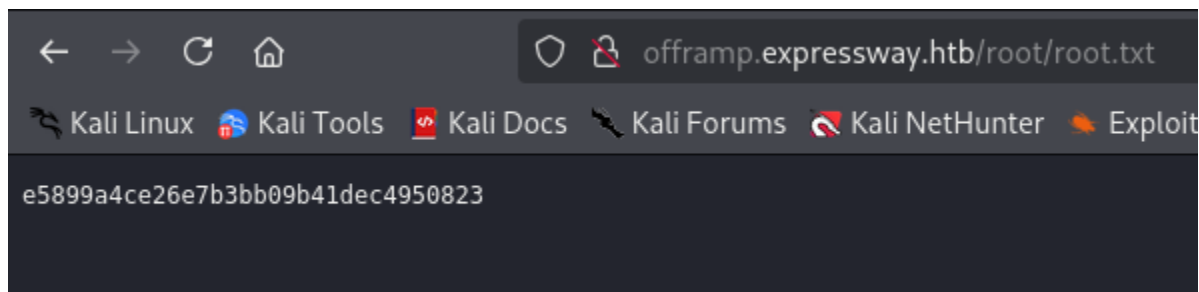 offramp.expressway.htb/root/root.txt
Kali Linux Kali Tools Kali Docs Kali Forums Kali NetHunter Exploit
e5899a4ce26e7b3bb09b41dec4950823